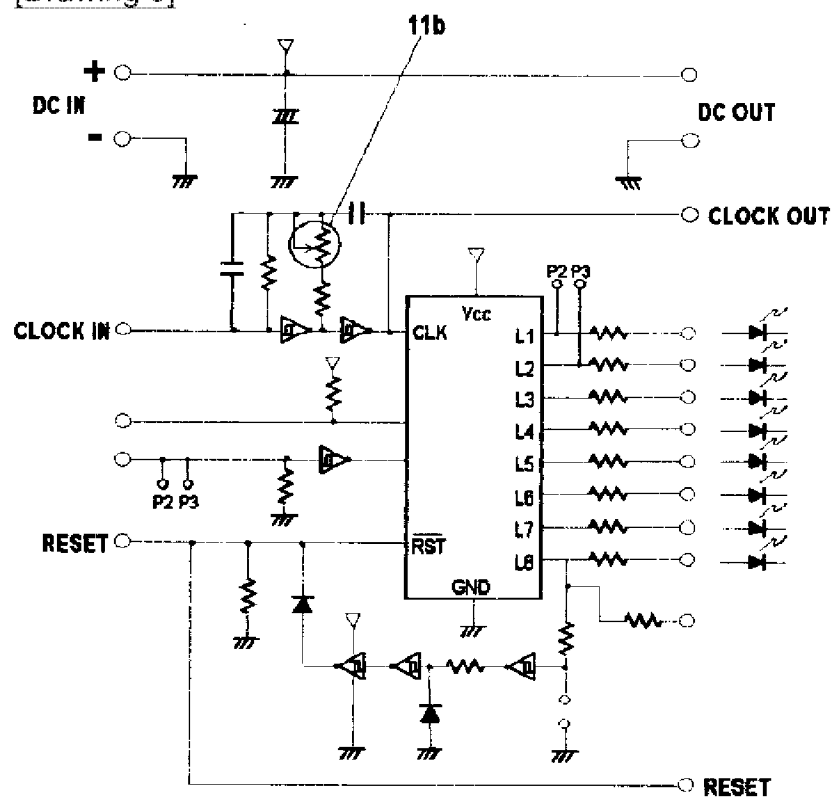 11b
+
DC IN
-
DC OUT
CLOCK OUT
P2 P3
Vcc
CLOCK IN
CLK
L1
L2
L3
L4
L5
P2 P3
L6
L7
RESET
RST
L8
GND
RESET